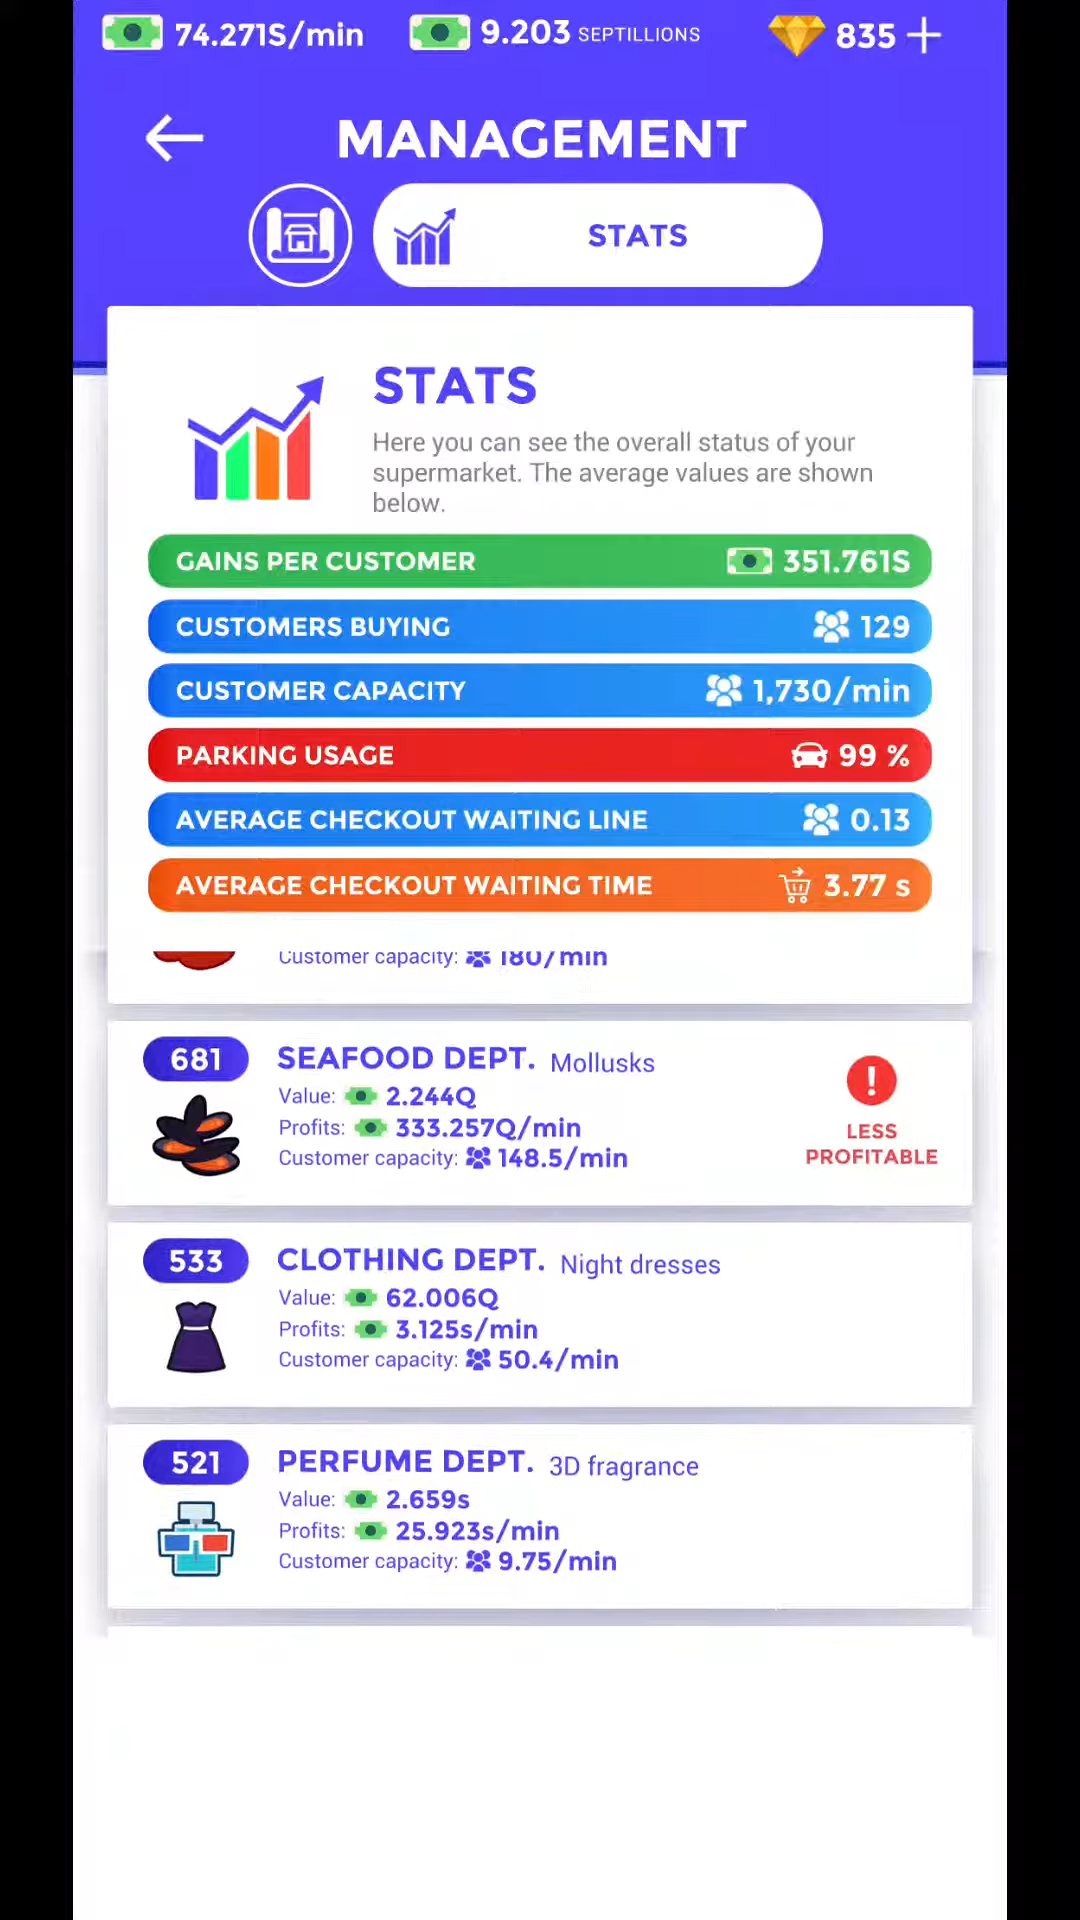 74.271S/min 9.203 SEPTILLIONS 835
MANAGEMENT
STATS
STATS
Here you can see the overall status of your
supermarket. The average values are shown
below.
GAINS PER CUSTOMER 351.761S
CUSTOMERS BUYING 129
CUSTOMER CAPACITY 1,730/min
PARKING USAGE 99 %
AVERAGE CHECKOUT WAITING LINE 0.13
AVERAGE CHECKOUT WAITING TIME 3.77 s
Customer capacity: 180/min
681 SEAFOOD DEPT. Mollusks
Value: 2.244Q
Profits: 333.257Q/min
Customer capacity: 148.5/min
!
LESS
PROFITABLE
533 CLOTHING DEPT. Night dresses
Value: 62.006Q
Profits: 3.125s/min
Customer capacity: 50.4/min
521 PERFUME DEPT. 3D fragrance
Value: 2.659s
Profits: 25.923s/min
Customer capacity: 9.75/min